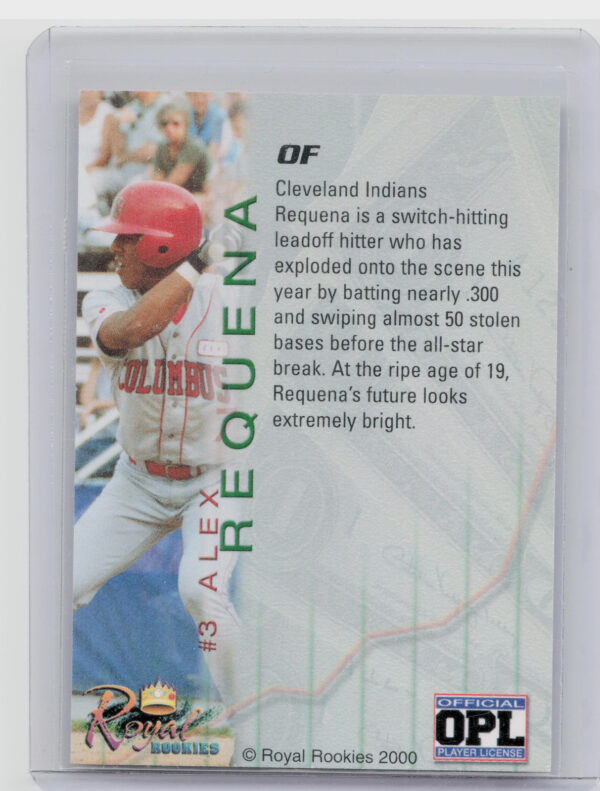 OF
Cleveland Indians
Requena is a switch-hitting
leadoff hitter who has
exploded onto the scene this
year by batting nearly .300
and swiping almost 50 stolen
bases before the all-star
break. At the ripe age of 19,
Requena's future looks
extremely bright.
#3 ALEX
REQUENA
COLUMBUS
Royal
ROOKIES
© Royal Rookies 2000
OFFICIAL
OPL
PLAYER LICENSE